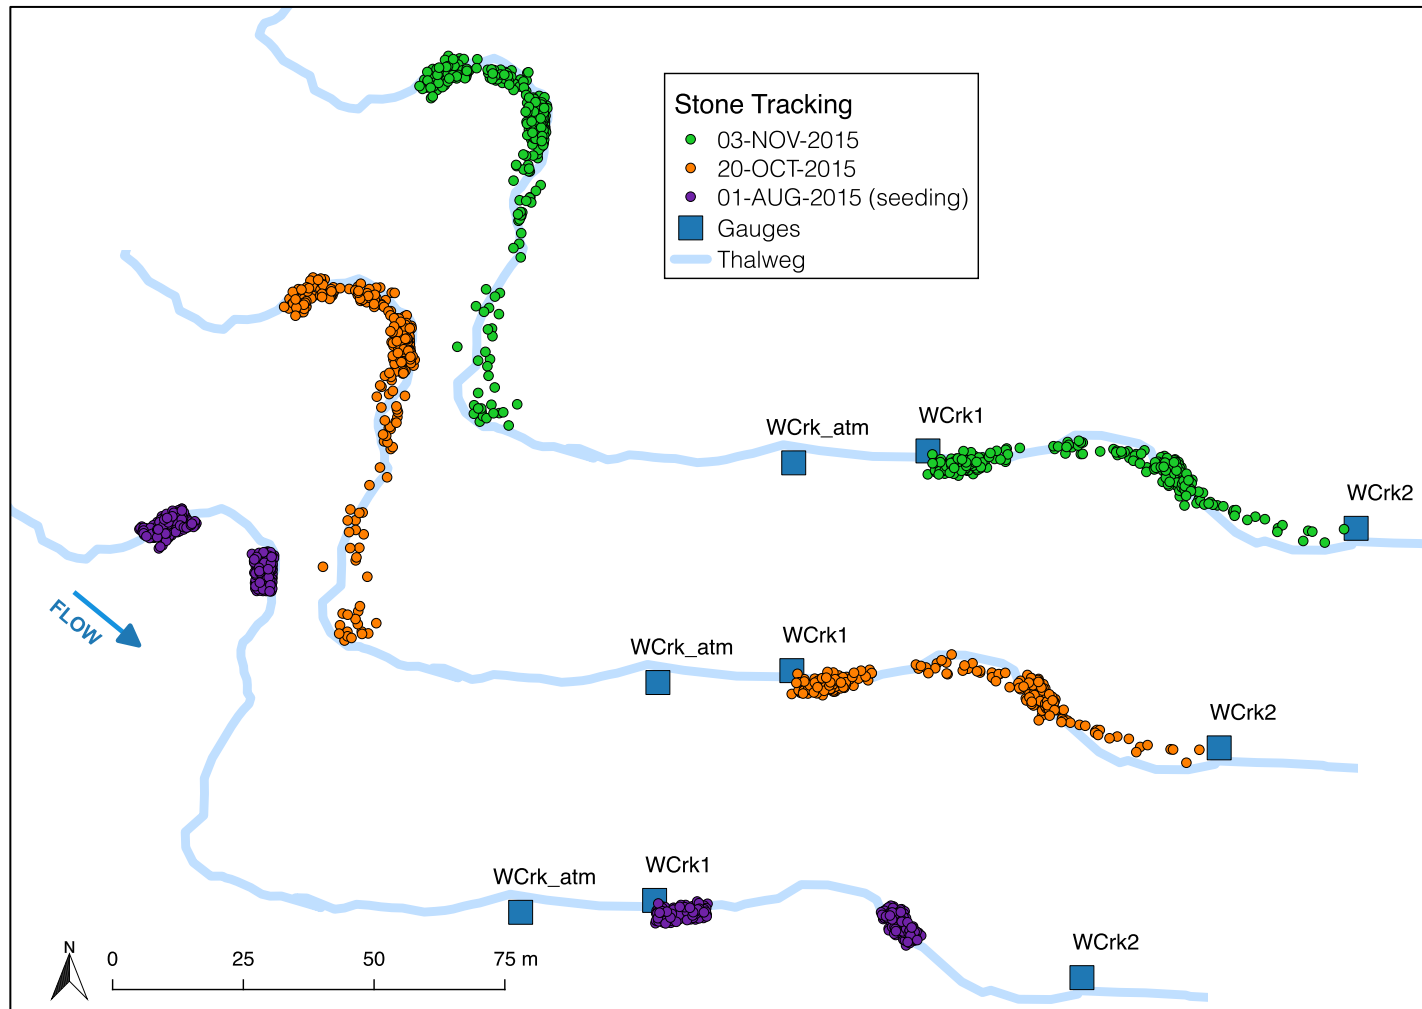 Stone Tracking
03-NOV-2015
20-OCT-2015
01-AUG-2015 (seeding)
Gauges
Thalweg
WCrk_atm
WCrk1
WCrk2
FLOW
WCrk_atm
WCrk1
WCrk2
WCrk_atm
WCrk1
WCrk2
N
0 25 50 75 m